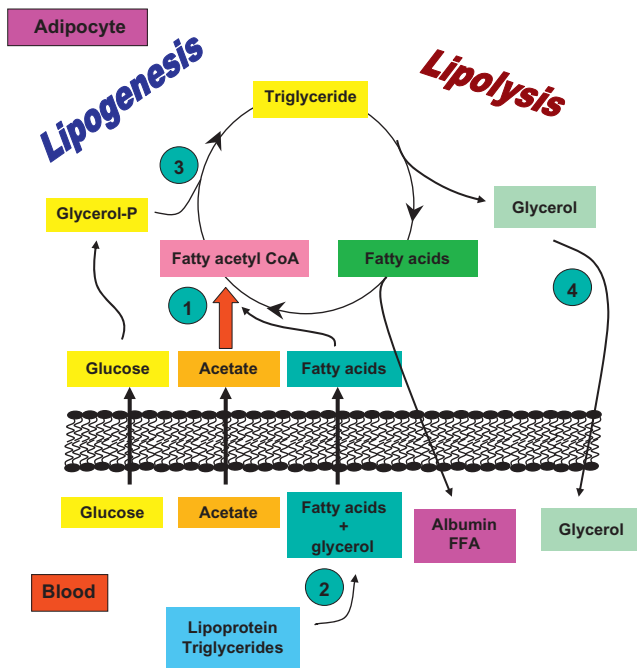 Adipocyte
Lipogenesis
Lipolysis
Triglyceride
3
Glycerol-P
Glycerol
Fatty acetyl CoA
Fatty acids
4
1
Glucose
Acetate
Fatty acids
Glucose
Acetate
Fatty acids
+
glycerol
Albumin
FFA
Glycerol
Blood
2
Lipoprotein
Triglycerides